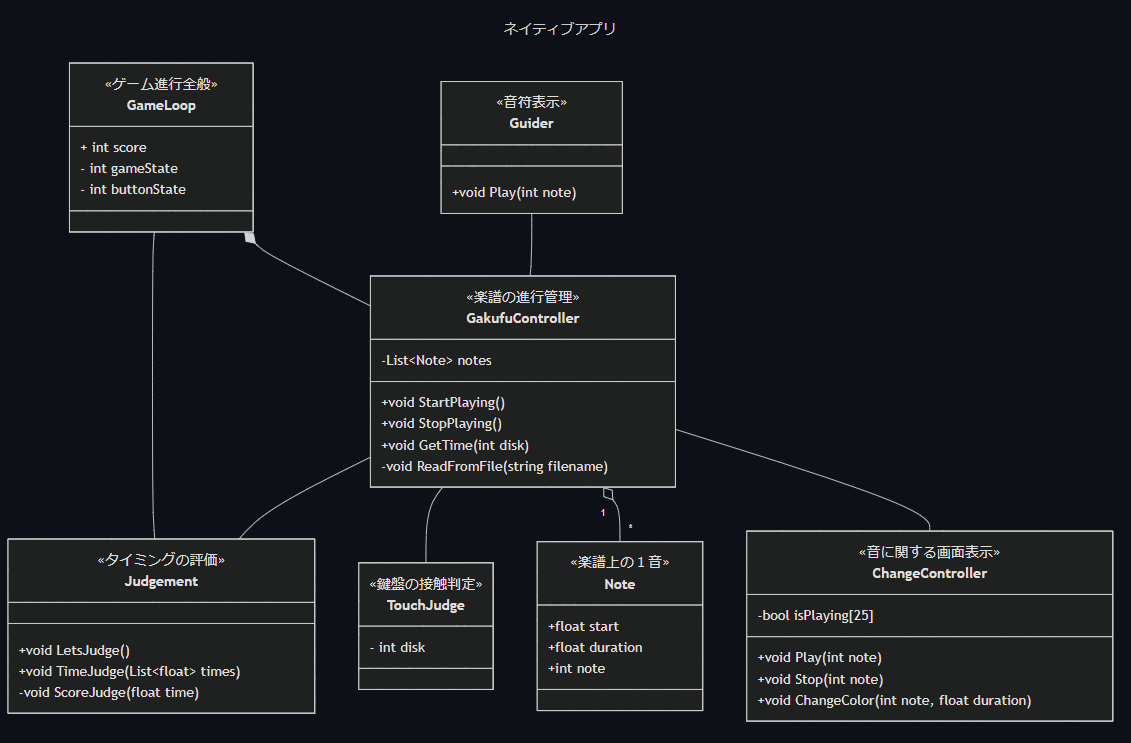 ネイティブアプリ
«ゲーム進行全般»
GameLoop
+ int score
- int gameState
- int buttonState
«音符表示»
Guider
+void Play(int note)
«楽譜の進行管理»
GakufuController
-List<Note> notes
+void StartPlaying()
+void StopPlaying()
+void GetTime(int disk)
-void ReadFromFile(string filename)
1
*
«タイミングの評価»
Judgement
+void LetsJudge()
+void TimeJudge(List<float> times)
-void ScoreJudge(float time)
«鍵盤の接触判定»
TouchJudge
- int disk
«楽譜上の１音»
Note
+float start
+float duration
+int note
«音に関する画面表示»
ChangeController
-bool isPlaying[25]
+void Play(int note)
+void Stop(int note)
+void ChangeColor(int note, float duration)